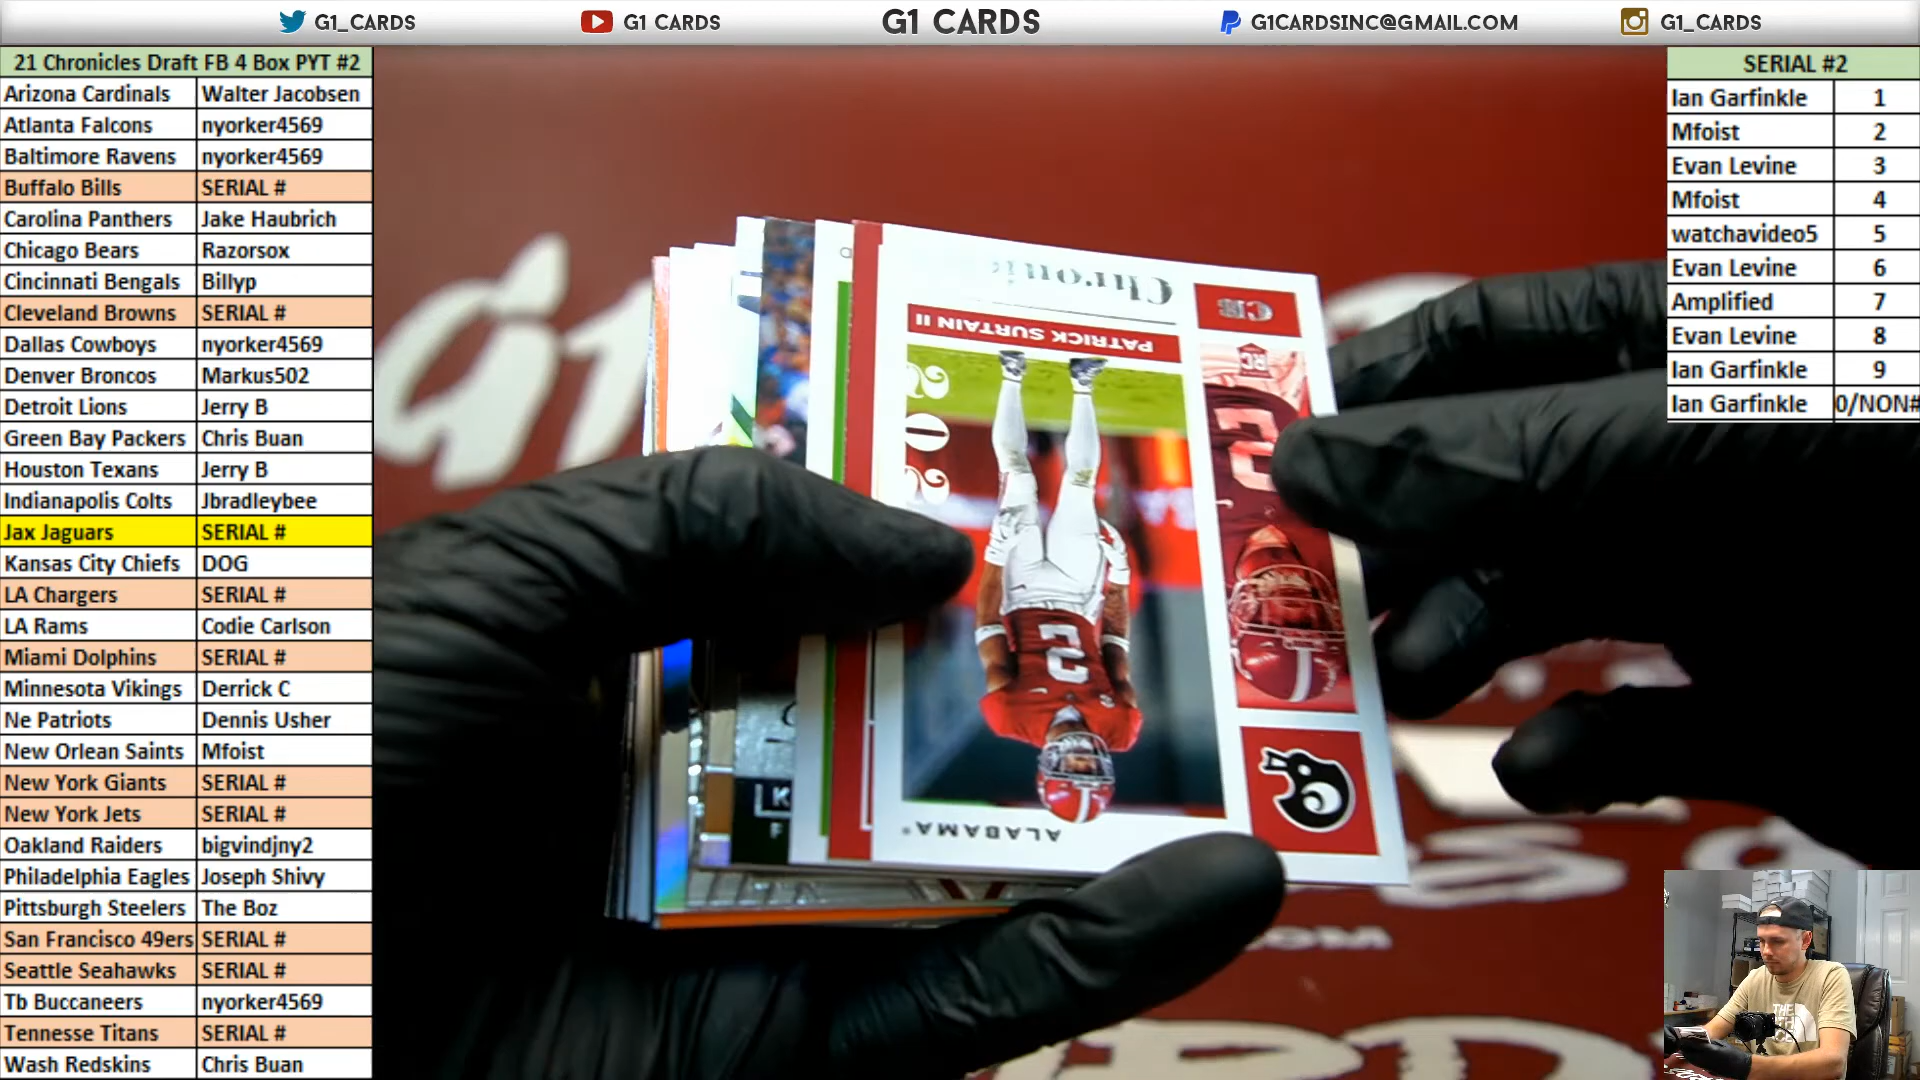 G1_CARDS G1 CARDS G1 CARDS G1CARDSINC@GMAIL.COM G1_CARDS
21 Chronicles Draft FB 4 Box PYT #2
Arizona Cardinals Walter Jacobsen
Atlanta Falcons nyorker4569
Baltimore Ravens nyorker4569
Buffalo Bills SERIAL #
Carolina Panthers Jake Haubrich
Chicago Bears Razorsox
Cincinnati Bengals Billyp
Cleveland Browns SERIAL #
Dallas Cowboys nyorker4569
Denver Broncos Markus502
Detroit Lions Jerry B
Green Bay Packers Chris Buan
Houston Texans Jerry B
Indianapolis Colts Jbradleybee
Jax Jaguars SERIAL #
Kansas City Chiefs DOG
LA Chargers SERIAL #
LA Rams Codie Carlson
Miami Dolphins SERIAL #
Minnesota Vikings Derrick C
Ne Patriots Dennis Usher
New Orlean Saints Mfoist
New York Giants SERIAL #
New York Jets SERIAL #
Oakland Raiders bigvindjny2
Philadelphia Eagles Joseph Shivy
Pittsburgh Steelers The Boz
San Francisco 49ers SERIAL #
Seattle Seahawks SERIAL #
Tb Buccaneers nyorker4569
Tennesse Titans SERIAL #
Wash Redskins Chris Buan
SERIAL #2
Ian Garfinkle 1
Mfoist 2
Evan Levine 3
Mfoist 4
watchavideo5 5
Evan Levine 6
Amplified 7
Evan Levine 8
Ian Garfinkle 9
Ian Garfinkle 0/NON#
ALABAMA
2
PATRICK SURTAIN II
CB
RC
2
202
THE